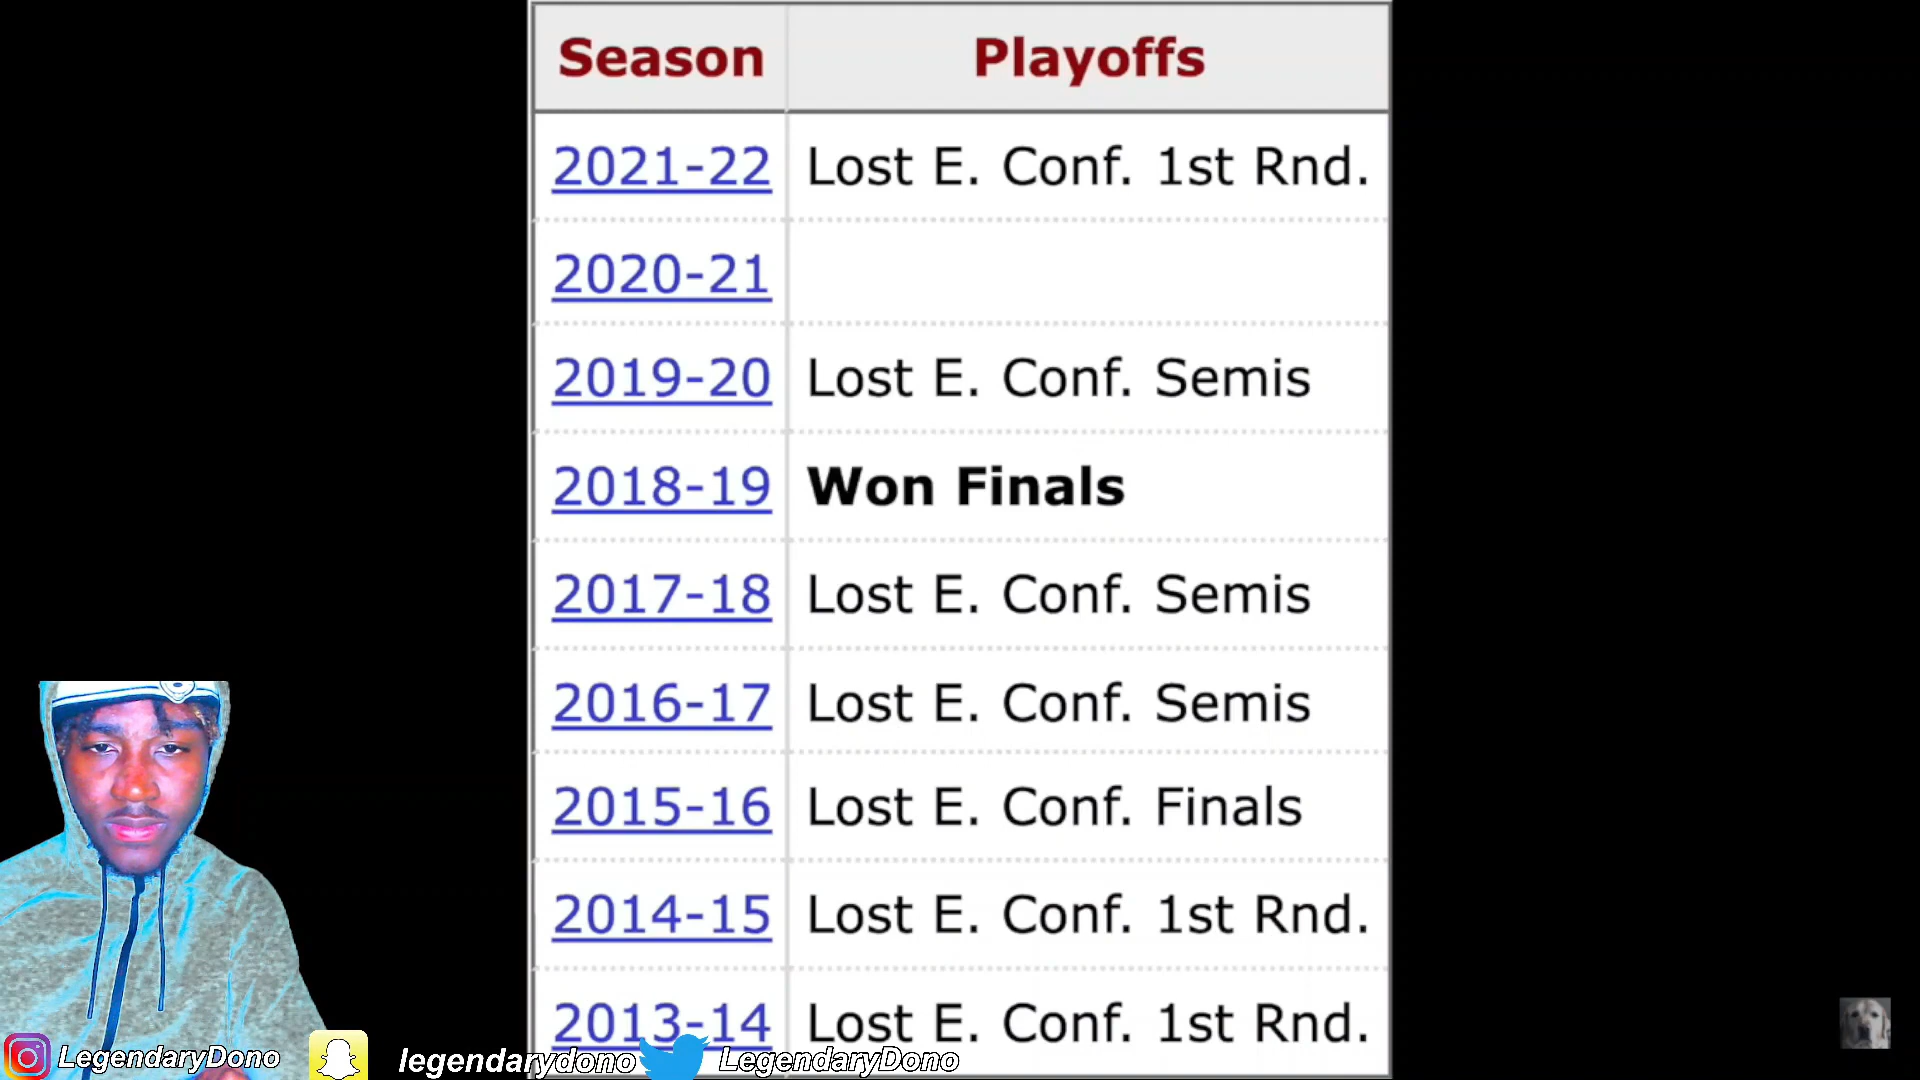 Season Playoffs
2021-22 Lost E. Conf. 1st Rnd.
2020-21
2019-20 Lost E. Conf. Semis
2018-19 Won Finals
2017-18 Lost E. Conf. Semis
2016-17 Lost E. Conf. Semis
2015-16 Lost E. Conf. Finals
2014-15 Lost E. Conf. 1st Rnd.
2013-14 Lost E. Conf. 1st Rnd.
LegendaryDono legendarydono LegendaryDono